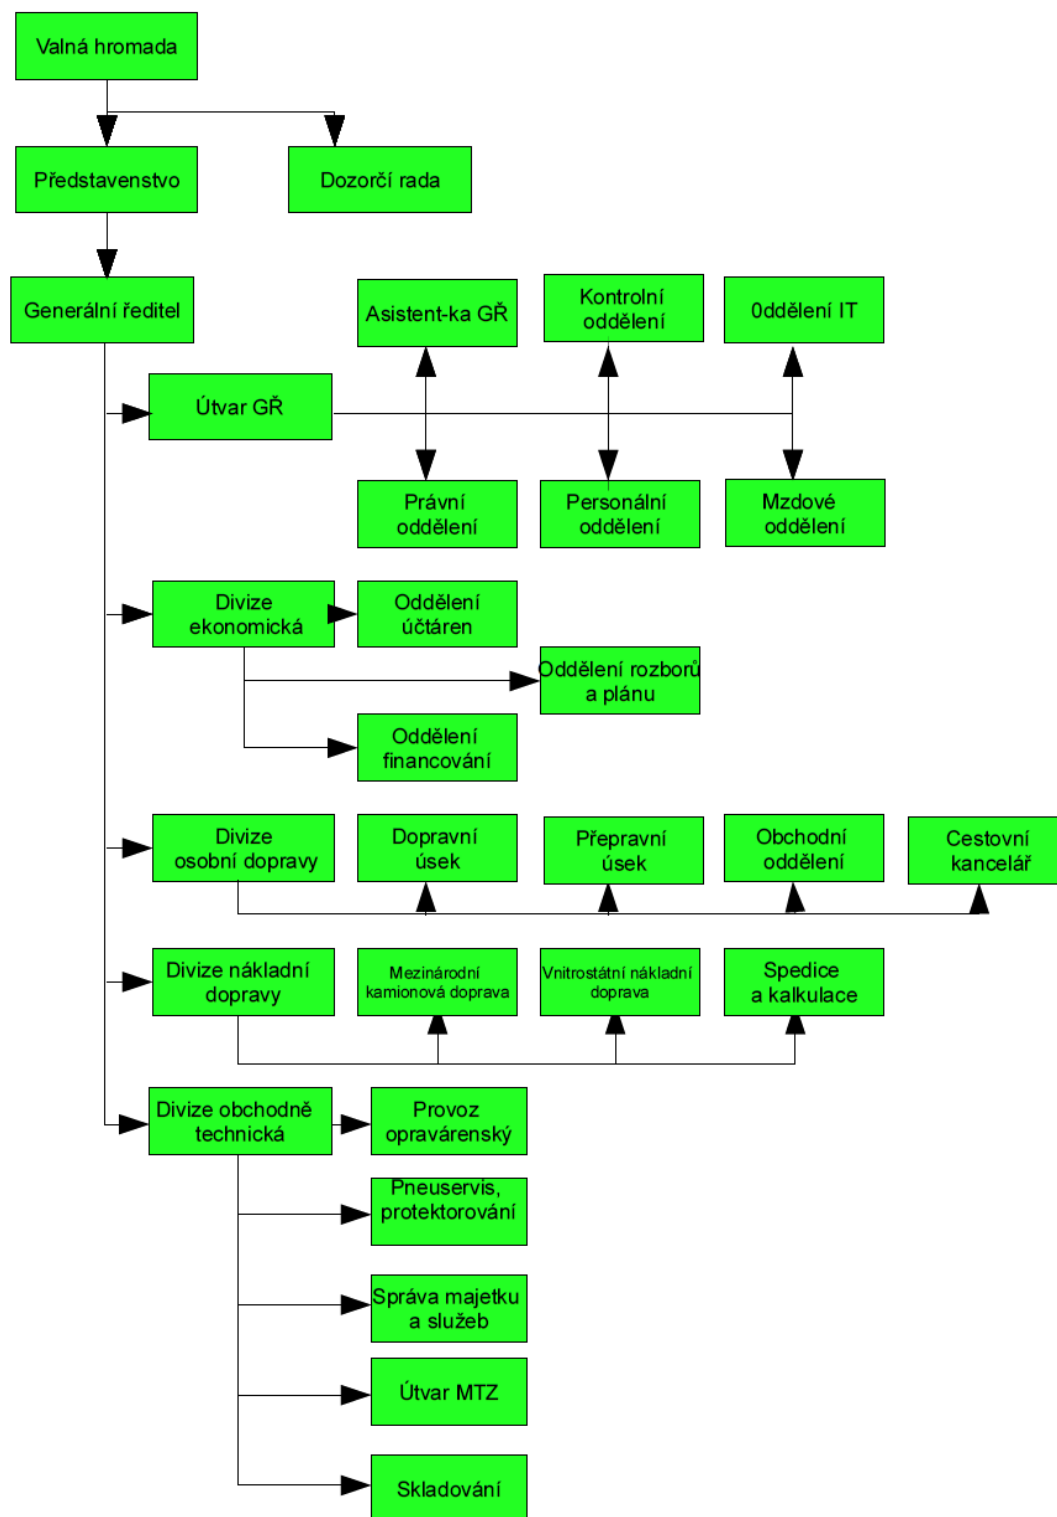 Valná hromada
Představenstvo
Dozorčí rada
Generální ředitel
Asistent-ka GŘ
Kontrolní
oddělení
0ddělení IT
Útvar GŘ
Právní
oddělení
Personální
oddělení
Mzdové
oddělení
Divize
ekonomická
Oddělení
účtáren
Oddělení rozborů
a plánu
Oddělení
financování
Divize
osobní dopravy
Dopravní
úsek
Přepravní
úsek
Obchodní
oddělení
Cestovní
kancelář
Divize nákladní
dopravy
Mezinárodní
kamionová doprava
Vnitrostátní nákladní
doprava
Spedice
a kalkulace
Divize obchodně
technická
Provoz
opravárenský
Pneuservis,
protektorování
Správa majetku
a služeb
Útvar MTZ
Skladování